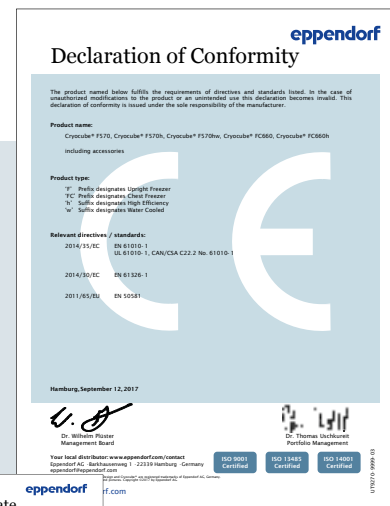 eppendorf
Declaration of Conformity
The product named below fulfills the requirements of directives and standards listed. In the case of
unauthorized modifications to the product or an unintended use this declaration becomes invalid. This
declaration of conformity is issued under the sole responsibility of the manufacturer.
Product name:
Cryocube® F570, Cryocube® F570h, Cryocube® F570hw, Cryocube® FC660, Cryocube® FC660h
including accessories
Product type:
'F' Prefix designates Upright Freezer
'FC' Prefix designates Chest Freezer
'h' Suffix designates High Efficiency
'w' Suffix designates Water Cooled
Relevant directives / standards:
2014/35/EC EN 61010-1
UL 61010-1, CAN/CSA C22.2 No. 61010-1
2014/30/EC EN 61326-1
2011/65/EU EN 50581
CE
Hamburg, September 12, 2017
Dr. Wilhelm Plüster
Management Board
Dr. Thomas Uschkureit
Portfolio Management
Your local distributor: www.eppendorf.com/contact
Eppendorf AG · Barkhausenweg 1 · 22339 Hamburg · Germany
eppendorf@eppendorf.com
ISO 9001
Certified
ISO 13485
Certified
ISO 14001
Certified
UT9270-9999-03
eppendorf
rf.com